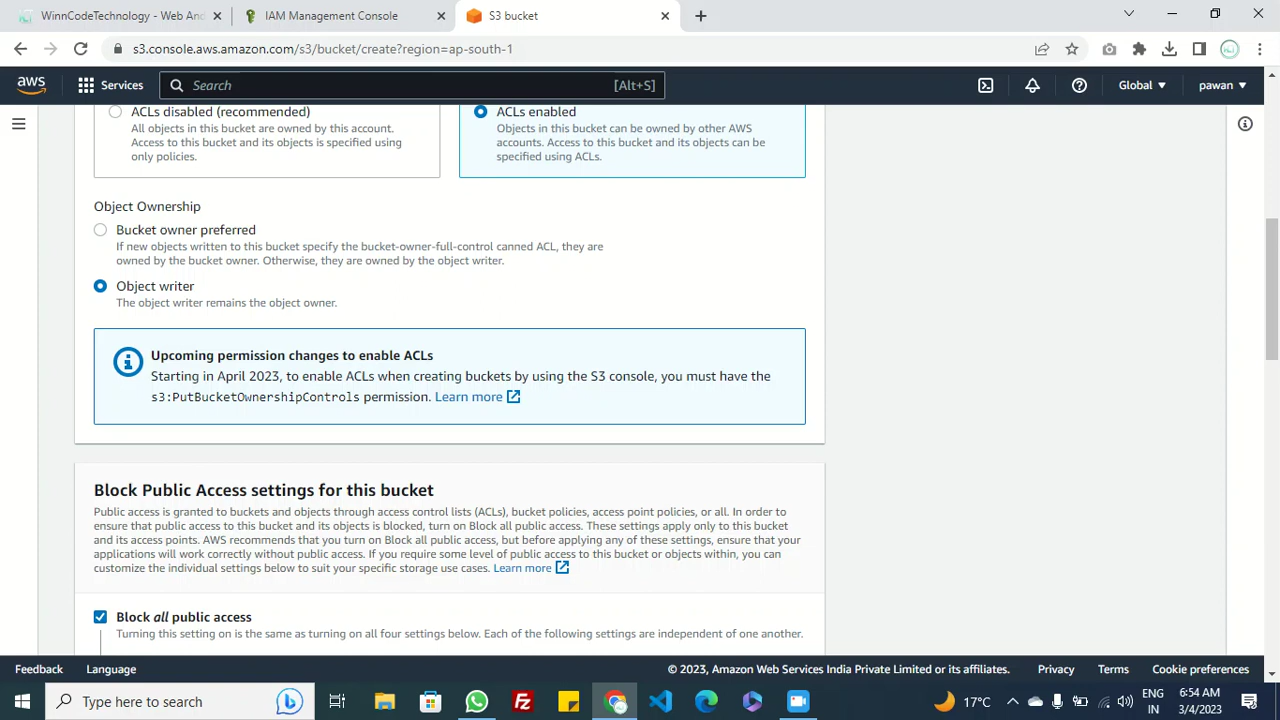 WinnCodeTechnology - Web And
IAM Management Console
S3 bucket
s3.console.aws.amazon.com/s3/bucket/create?region=ap-south-1
aws
Services
Search
[Alt+S]
Global
pawan
ACLs disabled (recommended)
All objects in this bucket are owned by this account.
Access to this bucket and its objects is specified using
only policies.
ACLs enabled
Objects in this bucket can be owned by other AWS
accounts. Access to this bucket and its objects can be
specified using ACLs.
Object Ownership
Bucket owner preferred
If new objects written to this bucket specify the bucket-owner-full-control canned ACL, they are
owned by the bucket owner. Otherwise, they are owned by the object writer.
Object writer
The object writer remains the object owner.
Upcoming permission changes to enable ACLs
Starting in April 2023, to enable ACLs when creating buckets by using the S3 console, you must have the
s3:PutBucketOwnershipControls permission. Learn more
Block Public Access settings for this bucket
Public access is granted to buckets and objects through access control lists (ACLs), bucket policies, access point policies, or all. In order to
ensure that public access to this bucket and its objects is blocked, turn on Block all public access. These settings apply only to this bucket
and its access points. AWS recommends that you turn on Block all public access, but before applying any of these settings, ensure that your
applications will work correctly without public access. If you require some level of public access to this bucket or objects within, you can
customize the individual settings below to suit your specific storage use cases. Learn more
Block all public access
Turning this setting on is the same as turning on all four settings below. Each of the following settings are independent of one another.
Feedback
Language
© 2023, Amazon Web Services India Private Limited or its affiliates.
Privacy
Terms
Cookie preferences
Type here to search
17°C
ENG
IN
6:54 AM
3/4/2023